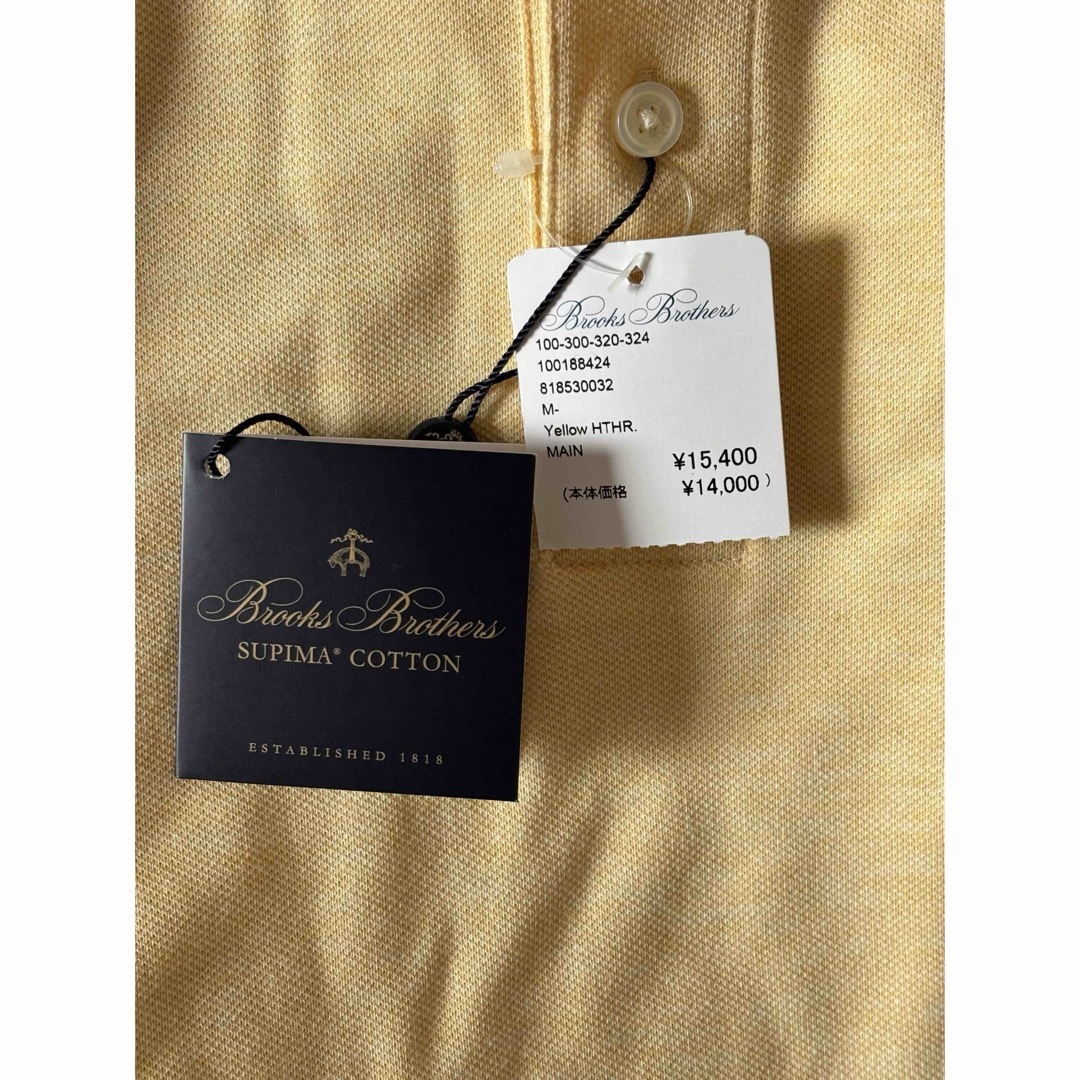 Brooks Brothers
100-300-320-324
100188424
818530032
M-
Yellow HTHR.
MAIN
¥15,400
(本体価格 ¥14,000)
Brooks Brothers
SUPIMA® COTTON
ESTABLISHED 1818